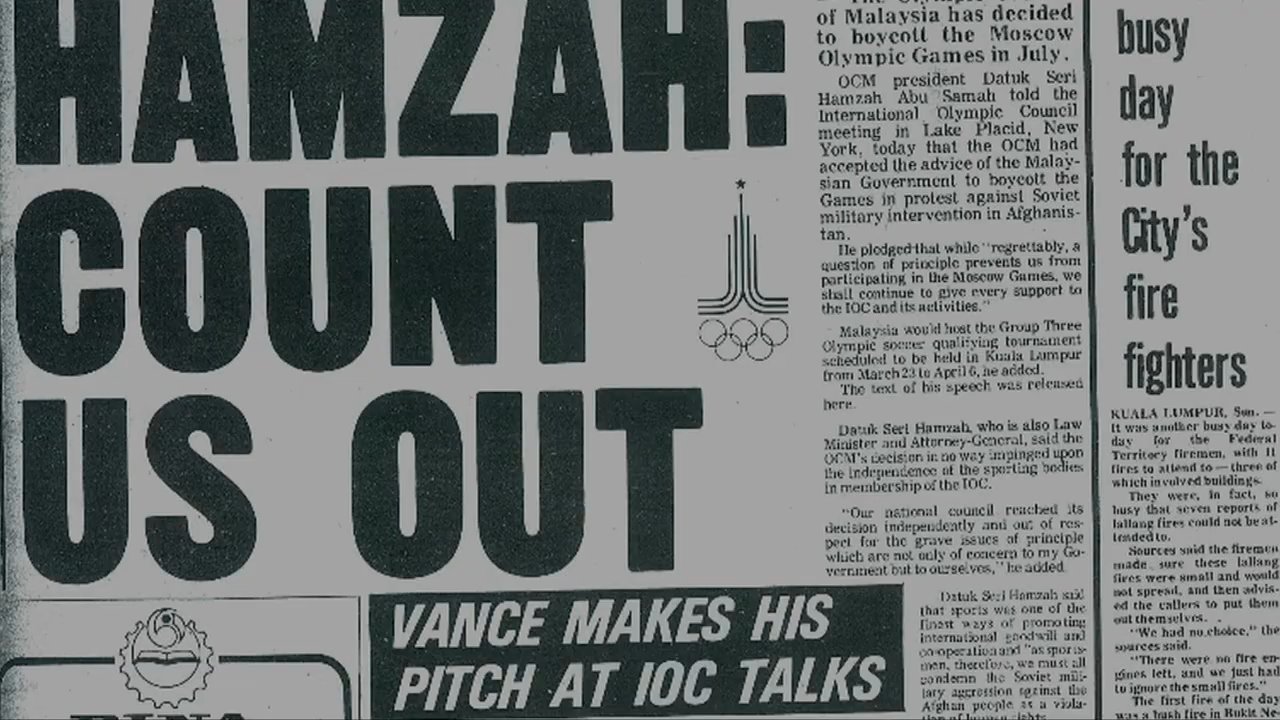 HAMZAH:
COUNT
US OUT
VANCE MAKES HIS
PITCH AT IOC TALKS
of Malaysia has decided
to boycott the Moscow
Olympic Games in July.
OCM president Datuk Seri
Hamzah Abu Samah told the
International Olympic Council
meeting in Lake Placid, New
York, today that the OCM had
accepted the advice of the Malay-
sian Government to boycott the
Games in protest against Soviet
military intervention in Afghanis-
tan.
He pledged that while "regrettably, a
question of principle prevents us from
participating in the Moscow Games, we
shall continue to give every support to
the IOC and its activities."
Malaysia would host the Group Three
Olympic soccer qualifying tournament
scheduled to be held in Kuala Lumpur
from March 23 to April 6, he added.
The text of his speech was released
here.
Datuk Seri Hamzah, who is also Law
Minister and Attorney-General, said the
OCM's decision in no way impinged upon
the independence of the sporting bodies
in membership of the IOC.
"Our national council reached its
decision independently and out of res-
pect for the grave issues of principle
which are not only of concern to my Go-
vernment but to ourselves," he added.
Datuk Seri Hamzah said
that sports was one of the
finest ways of promoting
international goodwill and
co-operation and "as sports-
men, therefore, we must all
condemn the Soviet mili-
tary aggression against the
Afghan people as a viola-
tion of human rights
busy
day
for the
City's
fire
fighters
KUALA LUMPUR, Sun. —
It was another busy day to-
day for the Federal
Territory firemen, with 11
fires to attend to — three of
which involved buildings.
They were, in fact, so
busy that seven reports of
lallang fires could not be at-
tended to.
Sources said the firemen
made sure these lallang
fires were small and would
not spread, and then advis-
ed the callers to put them
out themselves.
"We had no choice," the
sources said.
"There were no fire en-
gines left, and we just had
to ignore the small fires."
The first fire of the day
was a bush fire in Bukit Ne-